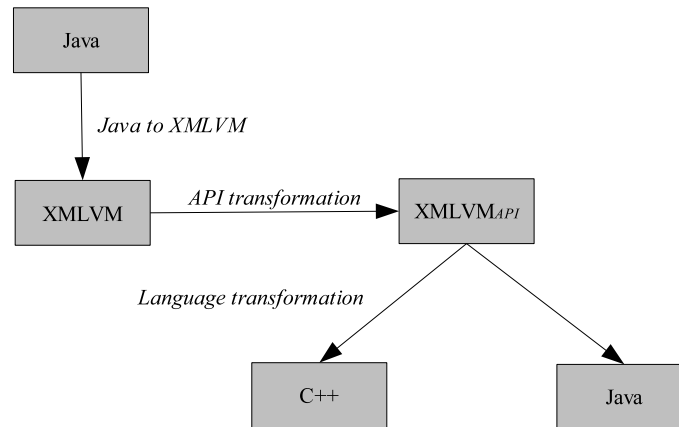 Java
Java to XMLVM
XMLVM
API transformation
XMLVMAPI
Language transformation
C++
Java